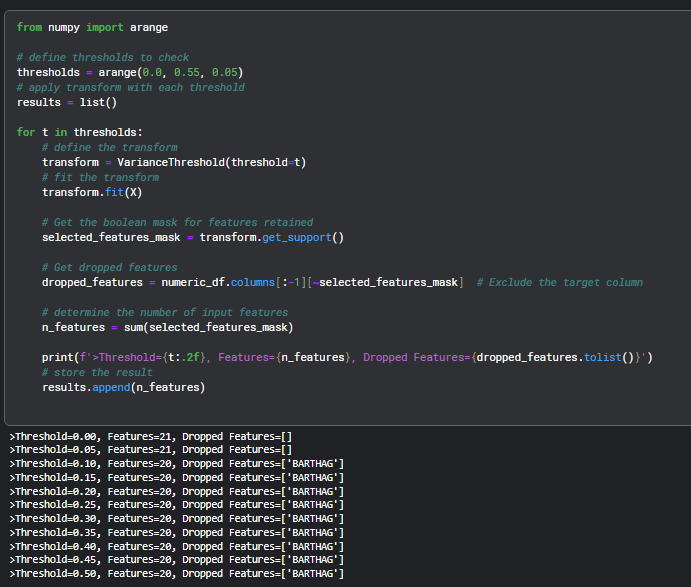 from numpy import arange
# define thresholds to check
thresholds = arange(0.0, 0.55, 0.05)
# apply transform with each threshold
results = list()
for t in thresholds:
# define the transform
transform = VarianceThreshold(threshold=t)
# fit the transform
transform.fit(X)
# Get the boolean mask for features retained
selected_features_mask = transform.get_support()
# Get dropped features
dropped_features = numeric_df.columns[:-1][~selected_features_mask]  # Exclude the target column
# determine the number of input features
n_features = sum(selected_features_mask)
print(f'>Threshold={t:.2f}, Features={n_features}, Dropped Features={dropped_features.tolist()}')
# store the result
results.append(n_features)
>Threshold=0.00, Features=21, Dropped Features=[]
>Threshold=0.05, Features=21, Dropped Features=[]
>Threshold=0.10, Features=20, Dropped Features=['BARTHAG']
>Threshold=0.15, Features=20, Dropped Features=['BARTHAG']
>Threshold=0.20, Features=20, Dropped Features=['BARTHAG']
>Threshold=0.25, Features=20, Dropped Features=['BARTHAG']
>Threshold=0.30, Features=20, Dropped Features=['BARTHAG']
>Threshold=0.35, Features=20, Dropped Features=['BARTHAG']
>Threshold=0.40, Features=20, Dropped Features=['BARTHAG']
>Threshold=0.45, Features=20, Dropped Features=['BARTHAG']
>Threshold=0.50, Features=20, Dropped Features=['BARTHAG']